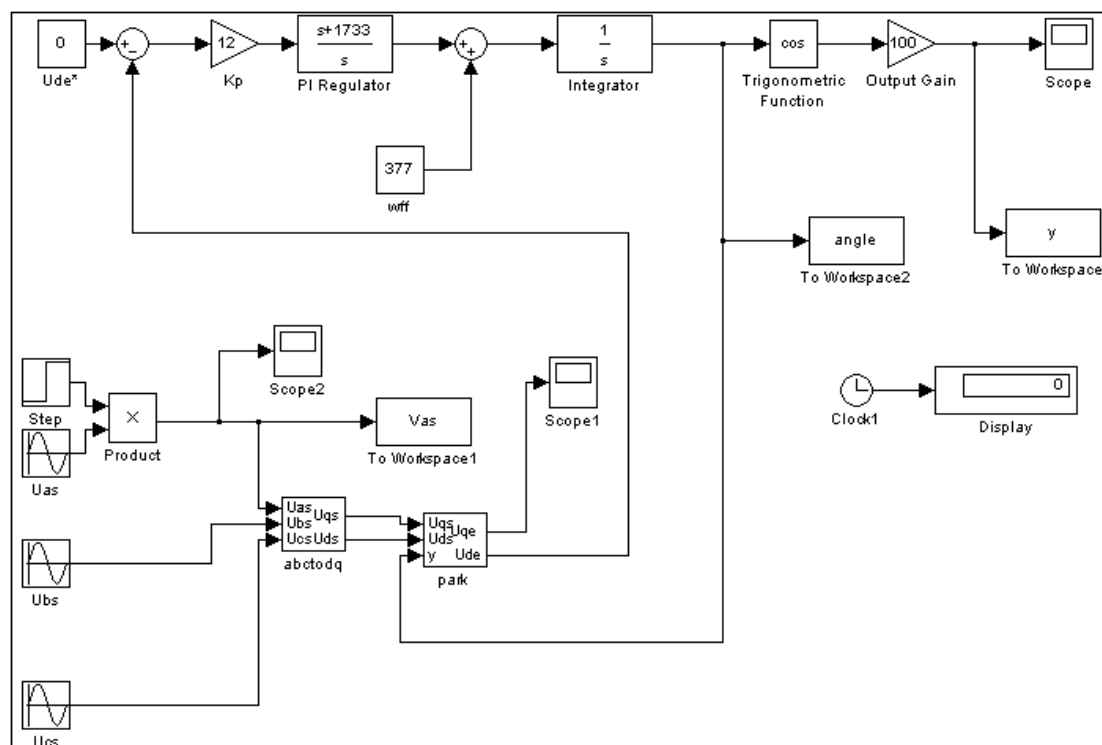 0
Ude*
+
−
12
Kp
s+1733
s
PI Regulator
+
+
1
s
Integrator
cos
Trigonometric
Function
100
Output Gain
Scope
377
wff
angle
To Workspace2
y
To Workspace
Step
×
Product
Scope2
Vas
To Workspace1
Scope1
0
Clock1
Display
Uas
Uas
Ubs
Ucs
Uqs
Uds
abctodq
Uqs
Uds
y
Uqe
Ude
park
Ubs
Ucs